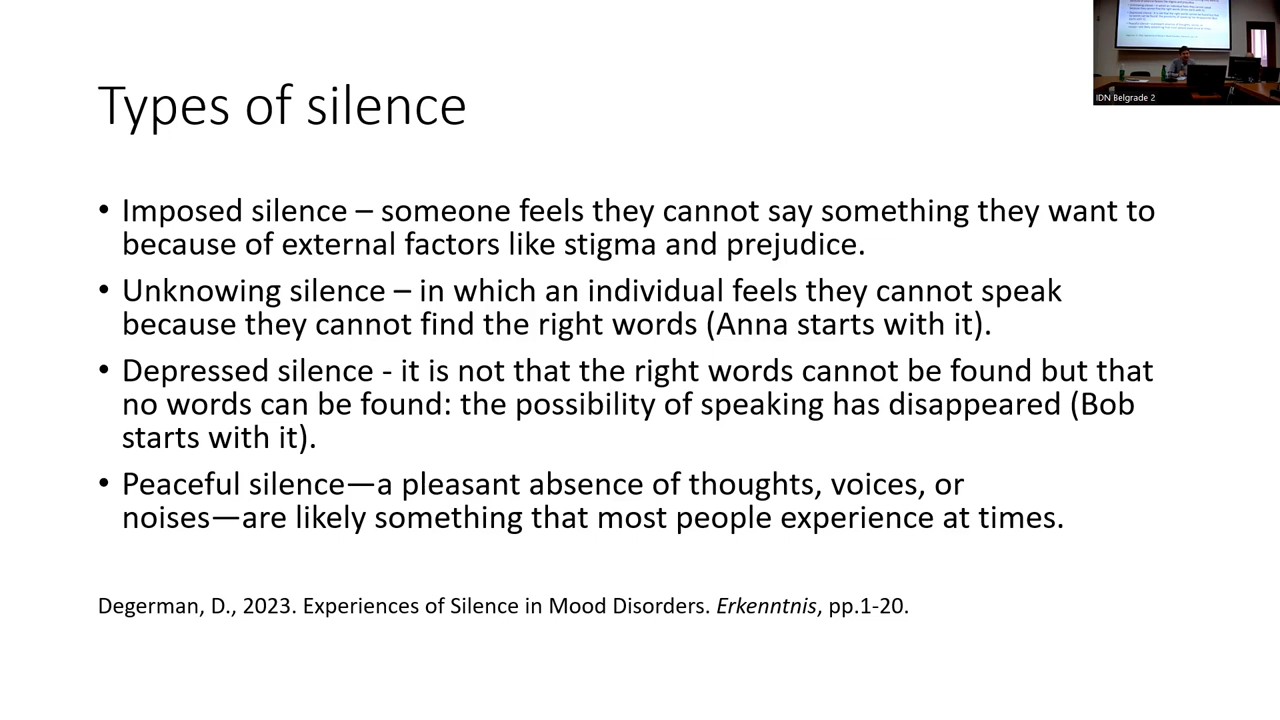 Types of silence
• Imposed silence – someone feels they cannot say something they want to
because of external factors like stigma and prejudice.
• Unknowing silence – in which an individual feels they cannot speak
because they cannot find the right words (Anna starts with it).
• Depressed silence - it is not that the right words cannot be found but that
no words can be found: the possibility of speaking has disappeared (Bob
starts with it).
• Peaceful silence—a pleasant absence of thoughts, voices, or
noises—are likely something that most people experience at times.
Degerman, D., 2023. Experiences of Silence in Mood Disorders. Erkenntnis, pp.1-20.
IDN Belgrade 2